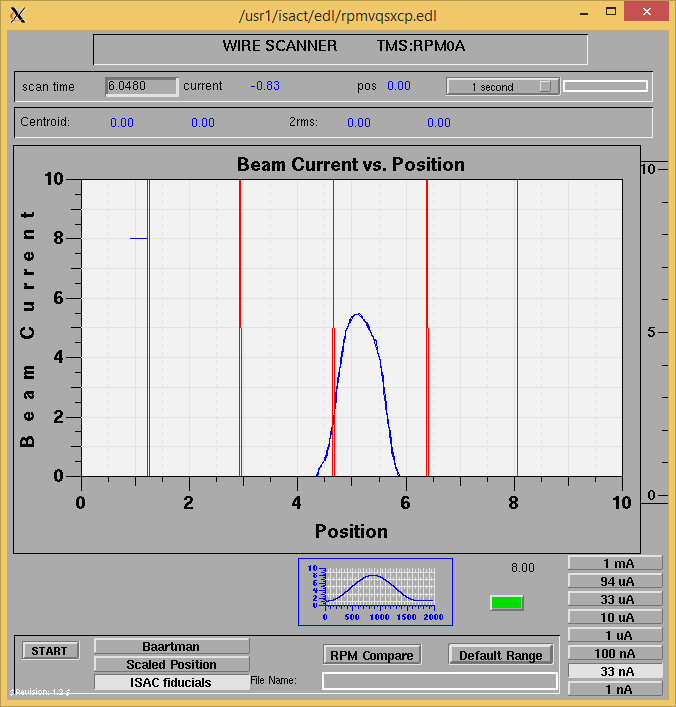 /usr1/isact/edl/rpmvqsxcp.edl
WIRE SCANNER TMS:RPM0A
scan time 6.0480 current -0.83 pos 0.00 1 second
Centroid: 0.00 0.00 2rms: 0.00 0.00
Beam Current vs. Position
10
8
6
4
2
0
Beam Current
0 2 4 6 8 10
Position
10
5
0
10
8
6
4
2
0
0 500 1000 1500 2000
8.00
1 mA
94 uA
33 uA
10 uA
1 uA
100 nA
33 nA
1 nA
START
Baartman
Scaled Position
ISAC fiducials
RPM Compare
Default Range
File Name:
$Revision: 1.2 $